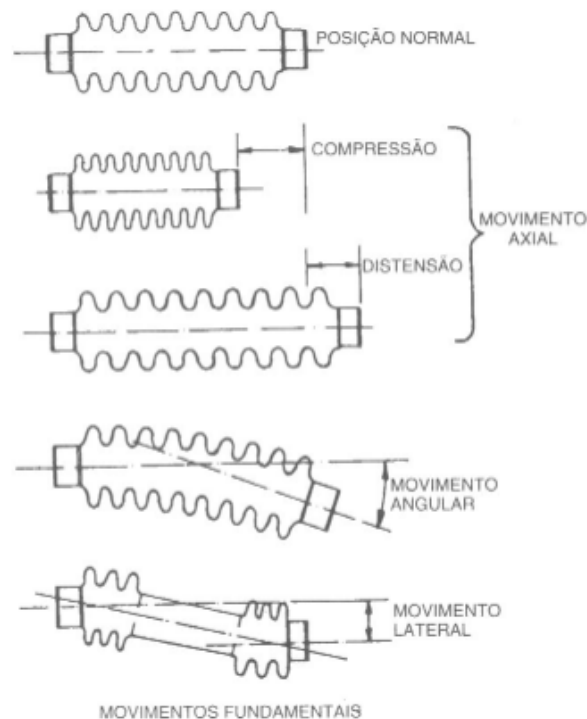 POSIÇÃO NORMAL
COMPRESSÃO
MOVIMENTO
AXIAL
DISTENSÃO
MOVIMENTO
ANGULAR
MOVIMENTO
LATERAL
MOVIMENTOS FUNDAMENTAIS